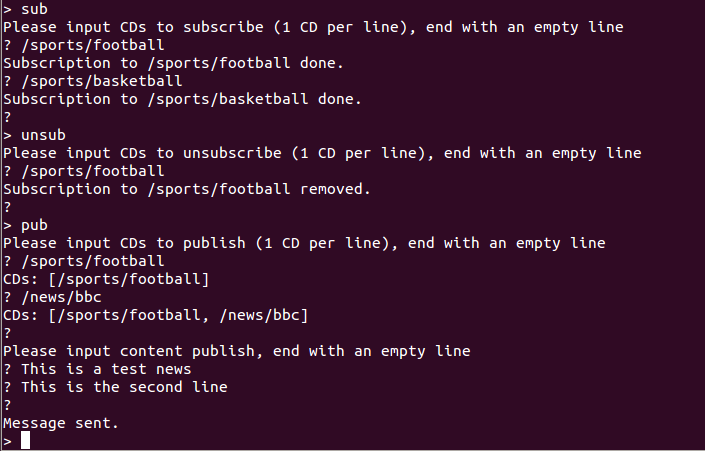 > sub
Please input CDs to subscribe (1 CD per line), end with an empty line
? /sports/football
Subscription to /sports/football done.
? /sports/basketball
Subscription to /sports/basketball done.
?
> unsub
Please input CDs to unsubscribe (1 CD per line), end with an empty line
? /sports/football
Subscription to /sports/football removed.
?
> pub
Please input CDs to publish (1 CD per line), end with an empty line
? /sports/football
CDs: [/sports/football]
? /news/bbc
CDs: [/sports/football, /news/bbc]
?
Please input content publish, end with an empty line
? This is a test news
? This is the second line
?
Message sent.
>